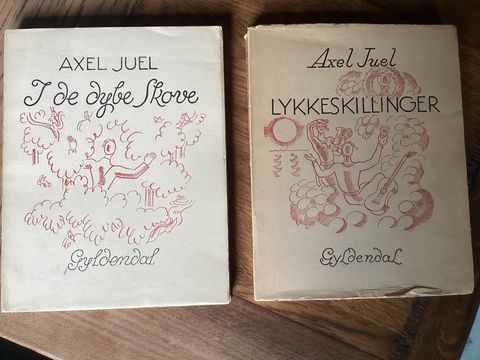 AXEL JUEL
I de dybe Skove
Gyldendal
Axel Juel
LYKKESKILLINGER
Gyldendal